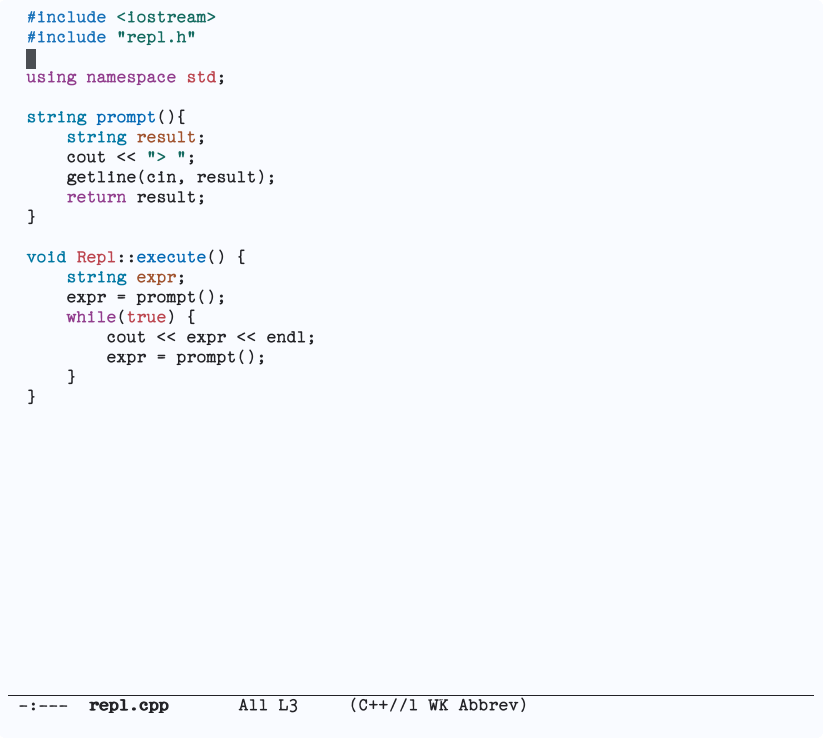 #include <iostream>
#include "repl.h"
using namespace std;
string prompt(){
    string result;
    cout << "> ";
    getline(cin, result);
    return result;
}
void Repl::execute() {
    string expr;
    expr = prompt();
    while(true) {
        cout << expr << endl;
        expr = prompt();
    }
}
-:---  repl.cpp       All L3     (C++//l WK Abbrev)